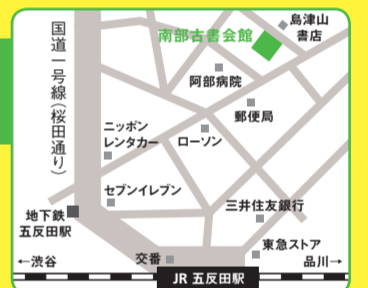 島津山
書店
南部古書会館
阿部病院
国道一号線(桜田通り)
郵便局
ニッポン
レンタカー
ローソン
セブンイレブン
三井住友銀行
地下鉄
五反田駅
東急ストア
←渋谷
交番
品川→
JR 五反田駅